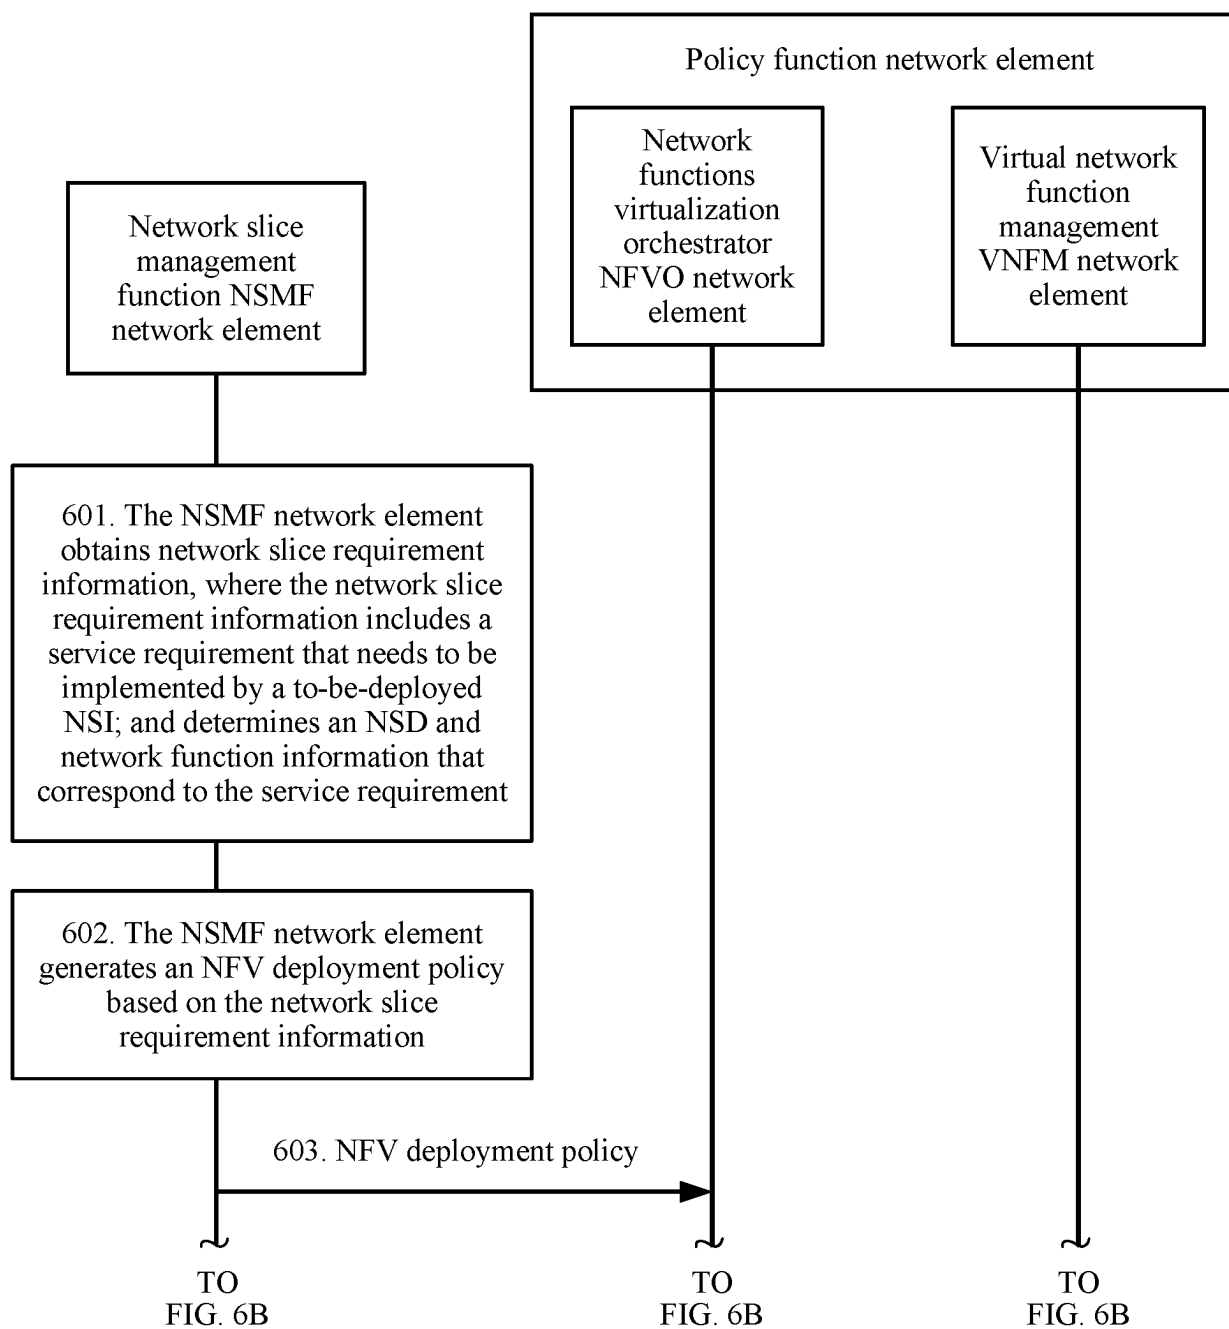 Policy function network element
Network
functions
virtualization
orchestrator
NFVO network
element
Virtual network
function
management
VNFM network
element
Network slice
management
function NSMF
network element
601. The NSMF network element
obtains network slice requirement
information, where the network slice
requirement information includes a
service requirement that needs to be
implemented by a to-be-deployed
NSI; and determines an NSD and
network function information that
correspond to the service requirement
602. The NSMF network element
generates an NFV deployment policy
based on the network slice
requirement information
603. NFV deployment policy
TO
FIG. 6B
TO
FIG. 6B
TO
FIG. 6B